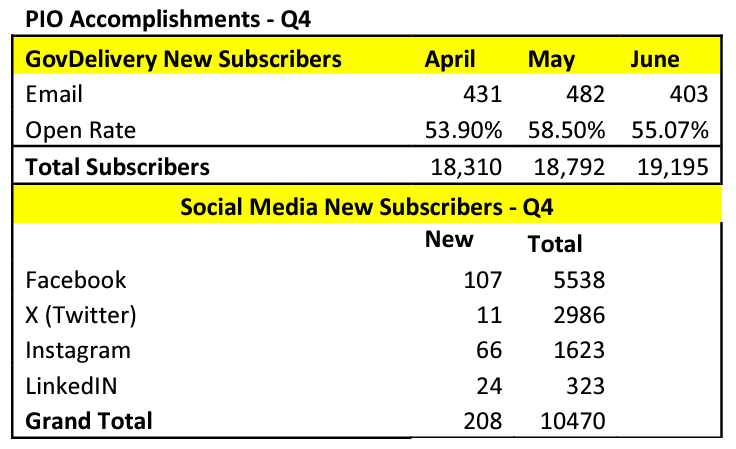 PIO Accomplishments - Q4
GovDelivery New Subscribers April May June
Email 431 482 403
Open Rate 53.90% 58.50% 55.07%
Total Subscribers 18,310 18,792 19,195
Social Media New Subscribers - Q4
New Total
Facebook 107 5538
X (Twitter) 11 2986
Instagram 66 1623
LinkedIN 24 323
Grand Total 208 10470